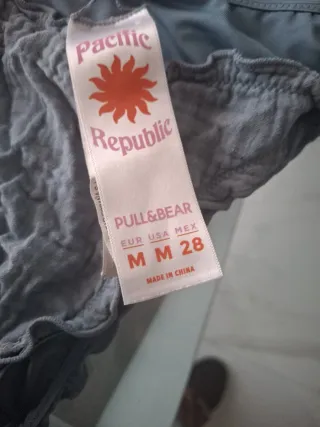 Pacific
Republic
PULL&BEAR
EUR USA MEX
M M 28
MADE IN CHINA